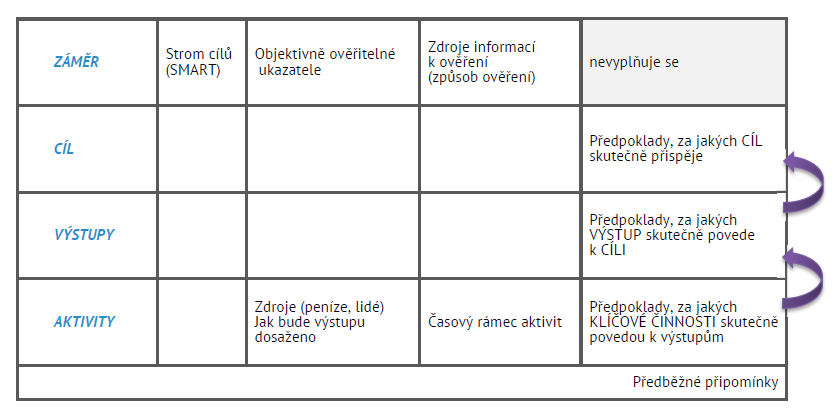 ZÁMĚR
Strom cílů
(SMART)
Objektivně ověřitelné
ukazatele
Zdroje informací
k ověření
(způsob ověření)
nevyplňuje se
CÍL
Předpoklady, za jakých CÍL
skutečně přispěje
VÝSTUPY
Předpoklady, za jakých
VÝSTUP skutečně povede
k CÍLI
AKTIVITY
Zdroje (peníze, lidé)
Jak bude výstupu
dosaženo
Časový rámec aktivit
Předpoklady, za jakých
KLÍČOVÉ ČINNOSTI skutečně
povedou k výstupům
Předběžné připomínky